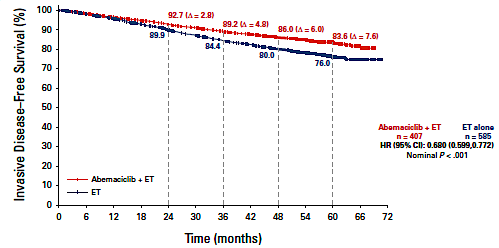 Invasive Disease–Free Survival (%)
100
90
80
70
60
50
40
30
20
10
0
92.7 (Δ = 2.8)
89.2 (Δ = 4.8)
86.0 (Δ = 6.0)
83.6 (Δ = 7.6)
89.9
84.4
80.0
76.0
Abemaciclib + ET
ET
0 6 12 18 24 30 36 42 48 54 60 66 72
Time (months)
Abemaciclib + ET ET alone
n = 407 n = 585
HR (95% CI): 0.680 (0.599,0.772)
Nominal P < .001